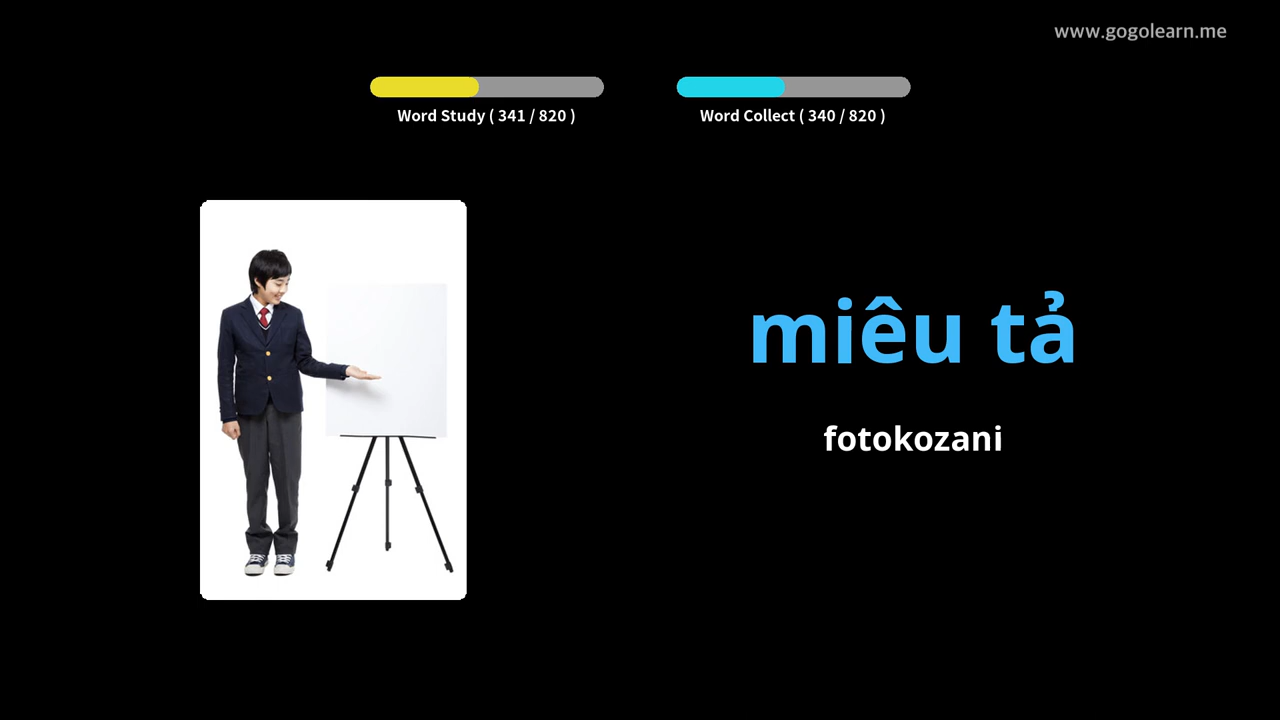 www.gogolearn.me
Word Study ( 341 / 820 )
Word Collect ( 340 / 820 )
miêu tả
fotokozani